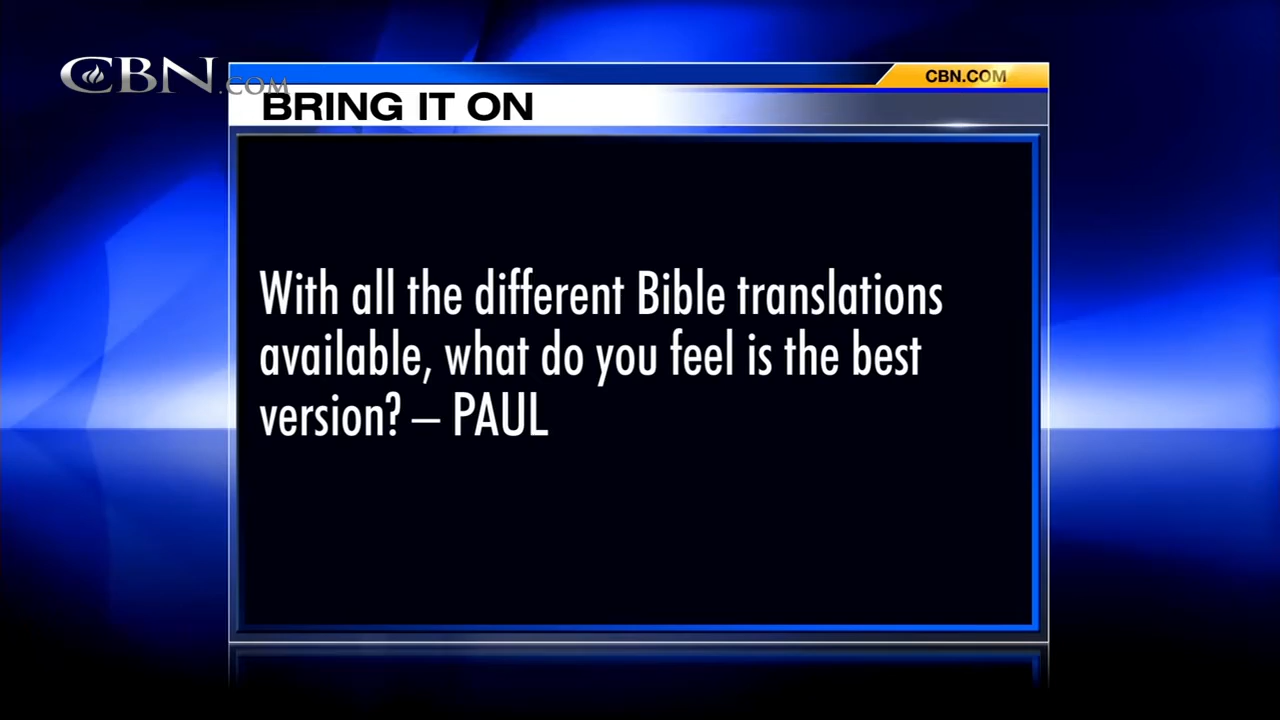 CBN.COM
CBN.COM
BRING IT ON
With all the different Bible translations
available, what do you feel is the best
version? – PAUL